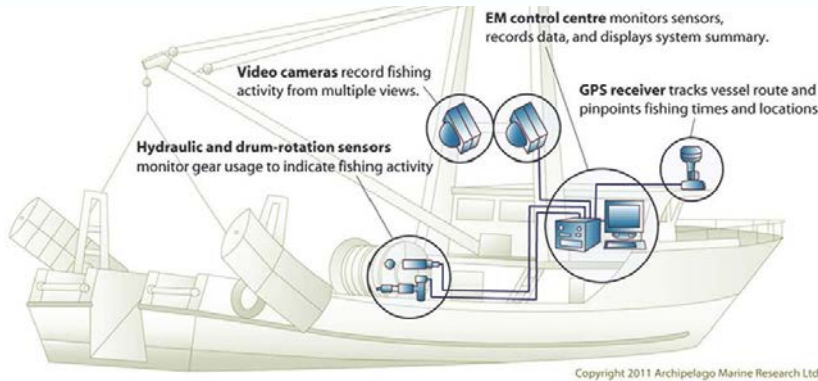 EM control centre monitors sensors,
records data, and displays system summary.
Video cameras record fishing
activity from multiple views.
GPS receiver tracks vessel route and
pinpoints fishing times and locations
Hydraulic and drum-rotation sensors
monitor gear usage to indicate fishing activity
Copyright 2011 Archipelago Marine Research Ltd